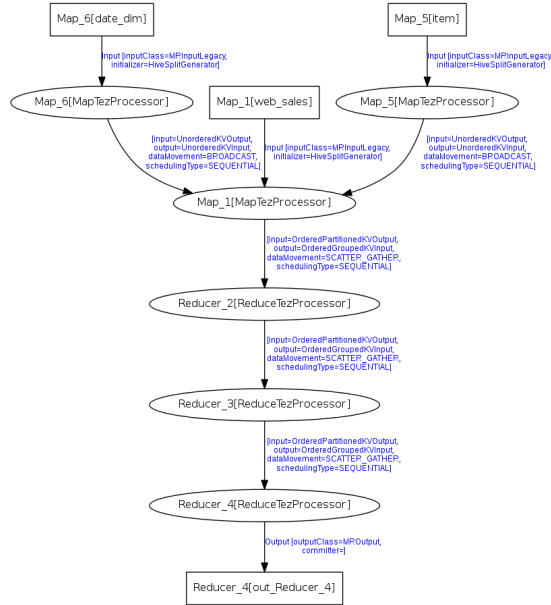 Map_6[date_dim]
Map_5[item]
Input [inputClass=MRInputLegacy,
initializer=HiveSplitGenerator]
Input [inputClass=MRInputLegacy,
initializer=HiveSplitGenerator]
Map_6[MapTezProcessor]
Map_1[web_sales]
Map_5[MapTezProcessor]
[input=UnorderedKVOutput,
output=UnorderedKVInput,
dataMovement=BROADCAST,
schedulingType=SEQUENTIAL]
Input [inputClass=MRInputLegacy,
initializer=HiveSplitGenerator]
[input=UnorderedKVOutput,
output=UnorderedKVInput,
dataMovement=BROADCAST,
schedulingType=SEQUENTIAL]
Map_1[MapTezProcessor]
[input=OrderedPartitionedKVOutput,
output=OrderedGroupedKVInput,
dataMovement=SCATTER_GATHER,
schedulingType=SEQUENTIAL]
Reducer_2[ReduceTezProcessor]
[input=OrderedPartitionedKVOutput,
output=OrderedGroupedKVInput,
dataMovement=SCATTER_GATHER,
schedulingType=SEQUENTIAL]
Reducer_3[ReduceTezProcessor]
[input=OrderedPartitionedKVOutput,
output=OrderedGroupedKVInput,
dataMovement=SCATTER_GATHER,
schedulingType=SEQUENTIAL]
Reducer_4[ReduceTezProcessor]
Output [outputClass=MROutput,
committer=]
Reducer_4[out_Reducer_4]